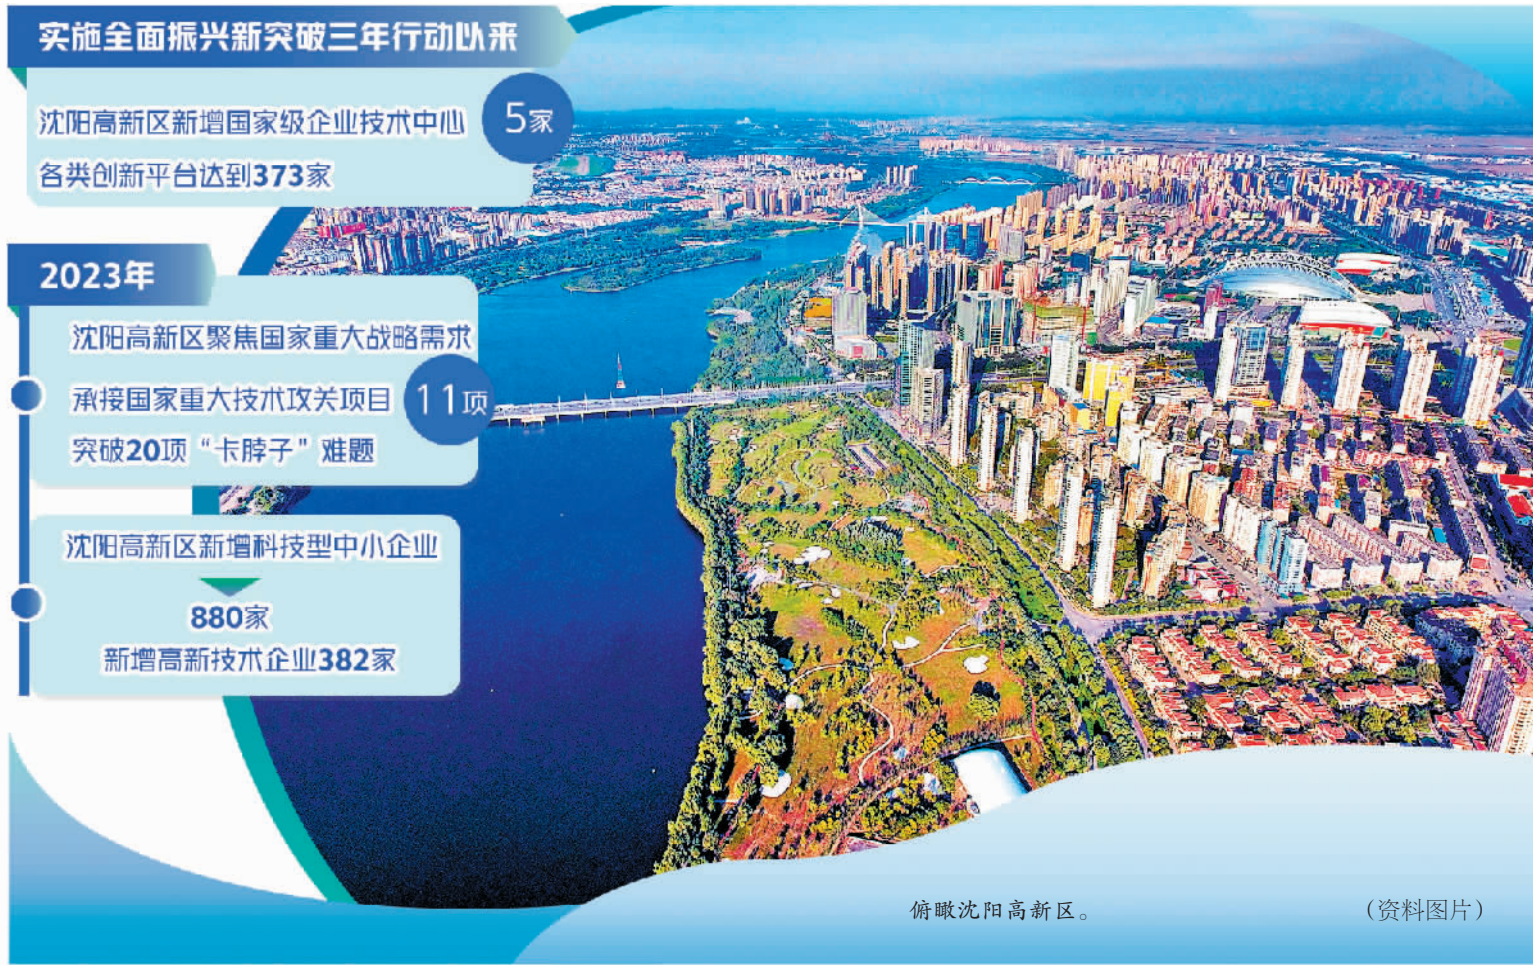 实施全面振兴新突破三年行动以来
沈阳高新区新增国家级企业技术中心 5家
各类创新平台达到373家
2023年
沈阳高新区聚焦国家重大战略需求
承接国家重大技术攻关项目 11项
突破20项“卡脖子”难题
沈阳高新区新增科技型中小企业
880家
新增高新技术企业382家
俯瞰沈阳高新区。 （资料图片）